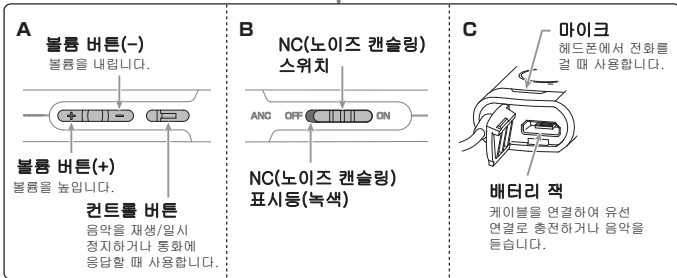 A
볼륨 버튼(–)
볼륨을 내립니다.
+
–
볼륨 버튼(+)
볼륨을 높입니다.
컨트롤 버튼
음악을 재생/일시
정지하거나 통화에
응답할 때 사용합니다.
B
NC(노이즈 캔슬링)
스위치
ANC OFF ON
NC(노이즈 캔슬링)
표시등(녹색)
C
마이크
헤드폰에서 전화를
걸 때 사용합니다.
배터리 잭
케이블을 연결하여 유선
연결로 충전하거나 음악을
듣습니다.